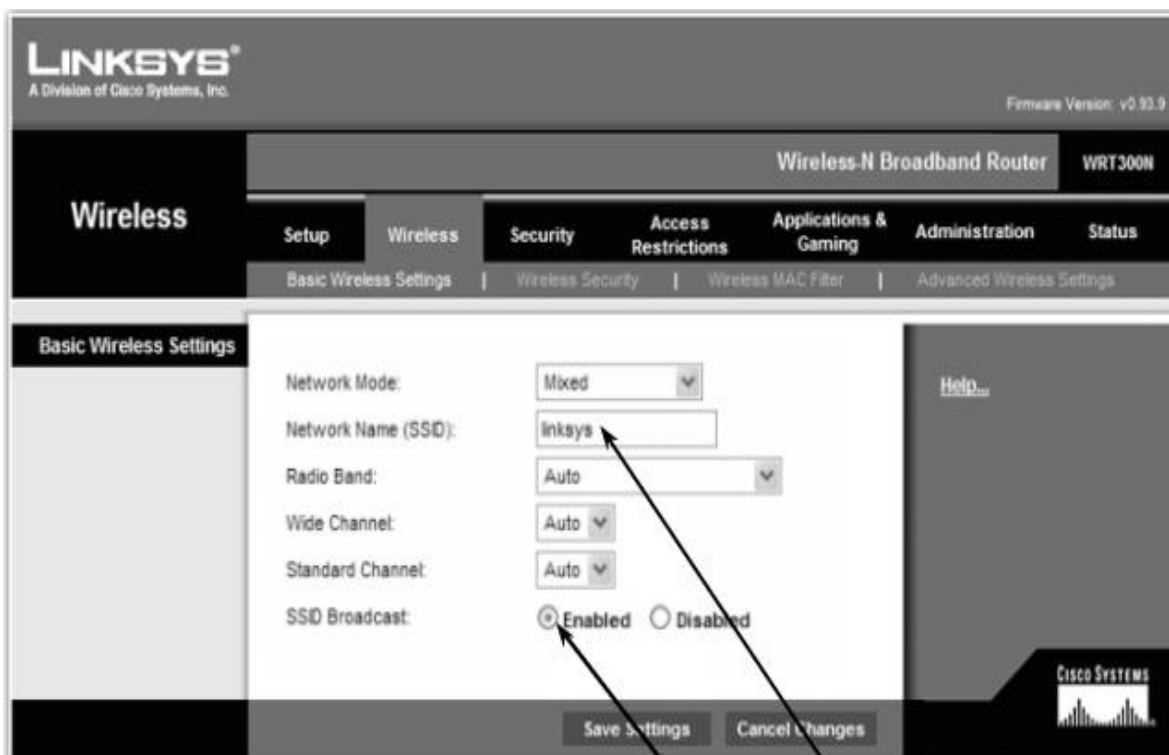 LINKSYS®
A Division of Cisco Systems, Inc.
Firmware Version: v0.93.9
Wireless-N Broadband Router WRT300N
Wireless
Setup Wireless Security Access Restrictions Applications & Gaming Administration Status
Basic Wireless Settings | Wireless Security | Wireless MAC Filter | Advanced Wireless Settings
Basic Wireless Settings
Network Mode: Mixed
Help...
Network Name (SSID): linksys
Radio Band: Auto
Wide Channel: Auto
Standard Channel: Auto
SSID Broadcast: Enabled Disabled
CISCO SYSTEMS
Save Settings Cancel Changes